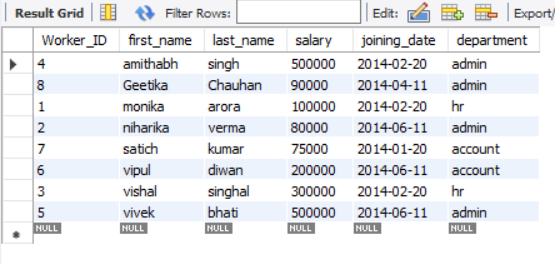 Result Grid Filter Rows: Edit: Export/
Worker_ID first_name last_name salary joining_date department
4 amithabh singh 500000 2014-02-20 admin
8 Geetika Chauhan 90000 2014-04-11 admin
1 monika arora 100000 2014-02-20 hr
2 niharika verma 80000 2014-06-11 admin
7 satich kumar 75000 2014-01-20 account
6 vipul diwan 200000 2014-06-11 account
3 vishal singhal 300000 2014-02-20 hr
5 vivek bhati 500000 2014-06-11 admin
NULL NULL NULL NULL NULL NULL